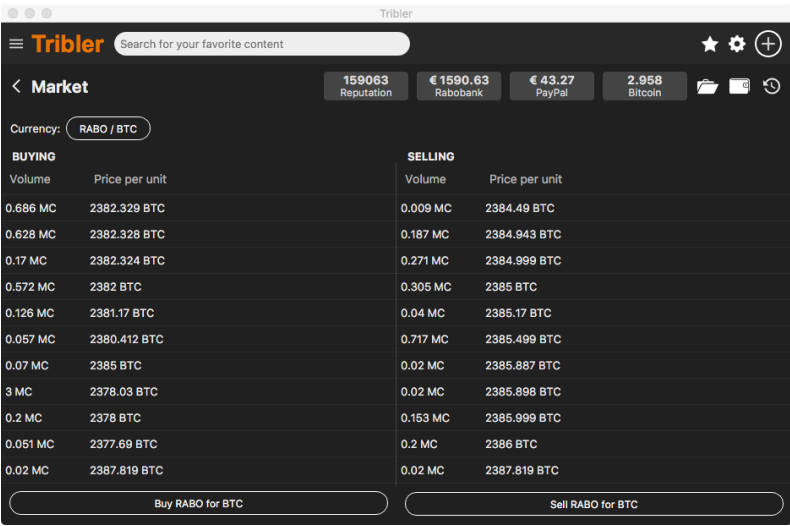 Tribler
Tribler Search for your favorite content
Market 159063 € 1590.63 € 43.27 2.958
Reputation Rabobank PayPal Bitcoin
Currency: RABO / BTC
BUYING SELLING
Volume Price per unit Volume Price per unit
0.686 MC 2382.329 BTC 0.009 MC 2384.49 BTC
0.628 MC 2382.328 BTC 0.187 MC 2384.943 BTC
0.17 MC 2382.324 BTC 0.271 MC 2384.999 BTC
0.572 MC 2382 BTC 0.305 MC 2385 BTC
0.126 MC 2381.17 BTC 0.04 MC 2385.17 BTC
0.057 MC 2380.412 BTC 0.717 MC 2385.499 BTC
0.07 MC 2385 BTC 0.02 MC 2385.887 BTC
3 MC 2378.03 BTC 0.02 MC 2385.898 BTC
0.2 MC 2378 BTC 0.153 MC 2385.999 BTC
0.051 MC 2377.69 BTC 0.2 MC 2386 BTC
0.02 MC 2387.819 BTC 0.02 MC 2387.819 BTC
Buy RABO for BTC Sell RABO for BTC